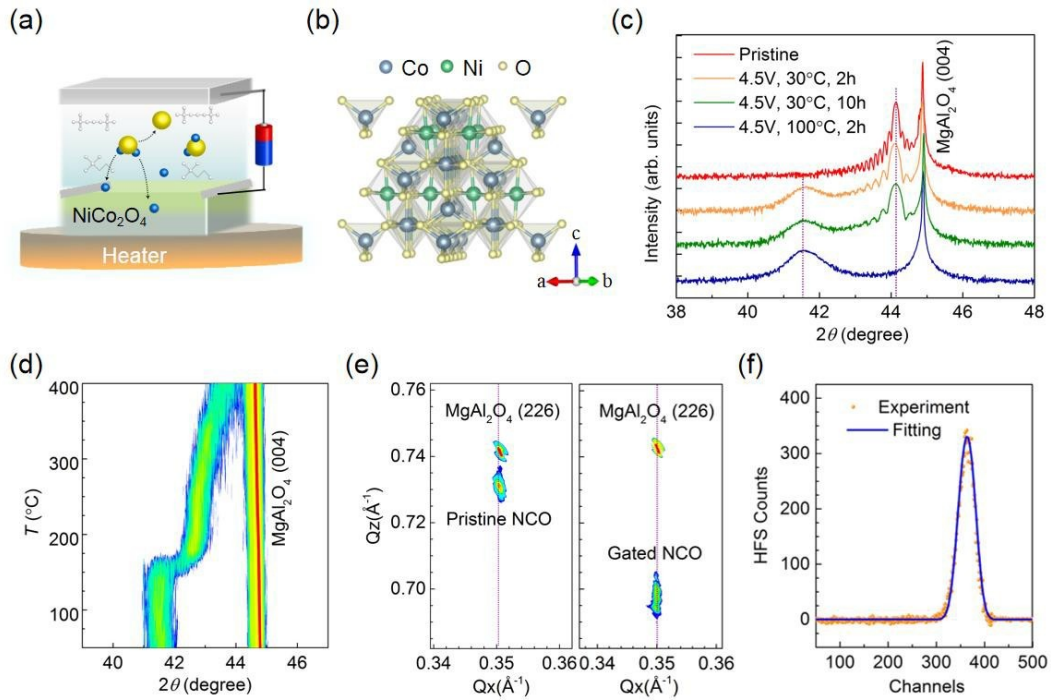 (a)
NiCo₂O₄
Heater
(b)
Co Ni O
c
a b
(c)
Pristine
4.5V, 30°C, 2h
4.5V, 30°C, 10h
4.5V, 100°C, 2h
MgAl₂O₄ (004)
Intensity (arb. units)
38 40 42 44 46 48
2θ (degree)
(d)
400
300
200
100
T (°C)
MgAl₂O₄ (004)
40 42 44 46
2θ (degree)
(e)
0.76
0.74
0.72
0.70
Qz(Å⁻¹)
MgAl₂O₄ (226)
Pristine NCO
0.34 0.35 0.36
Qx(Å⁻¹)
MgAl₂O₄ (226)
Gated NCO
0.34 0.35 0.36
Qx(Å⁻¹)
(f)
400
300
200
100
0
HFS Counts
Experiment
Fitting
100 200 300 400 500
Channels